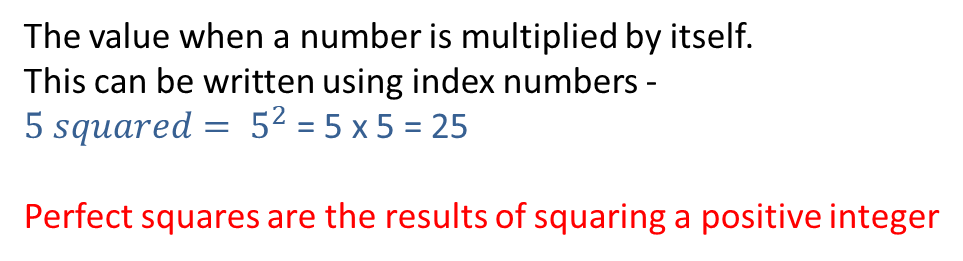 The value when a number is multiplied by itself.
This can be written using index numbers -
5 squared = 5² = 5 x 5 = 25
Perfect squares are the results of squaring a positive integer